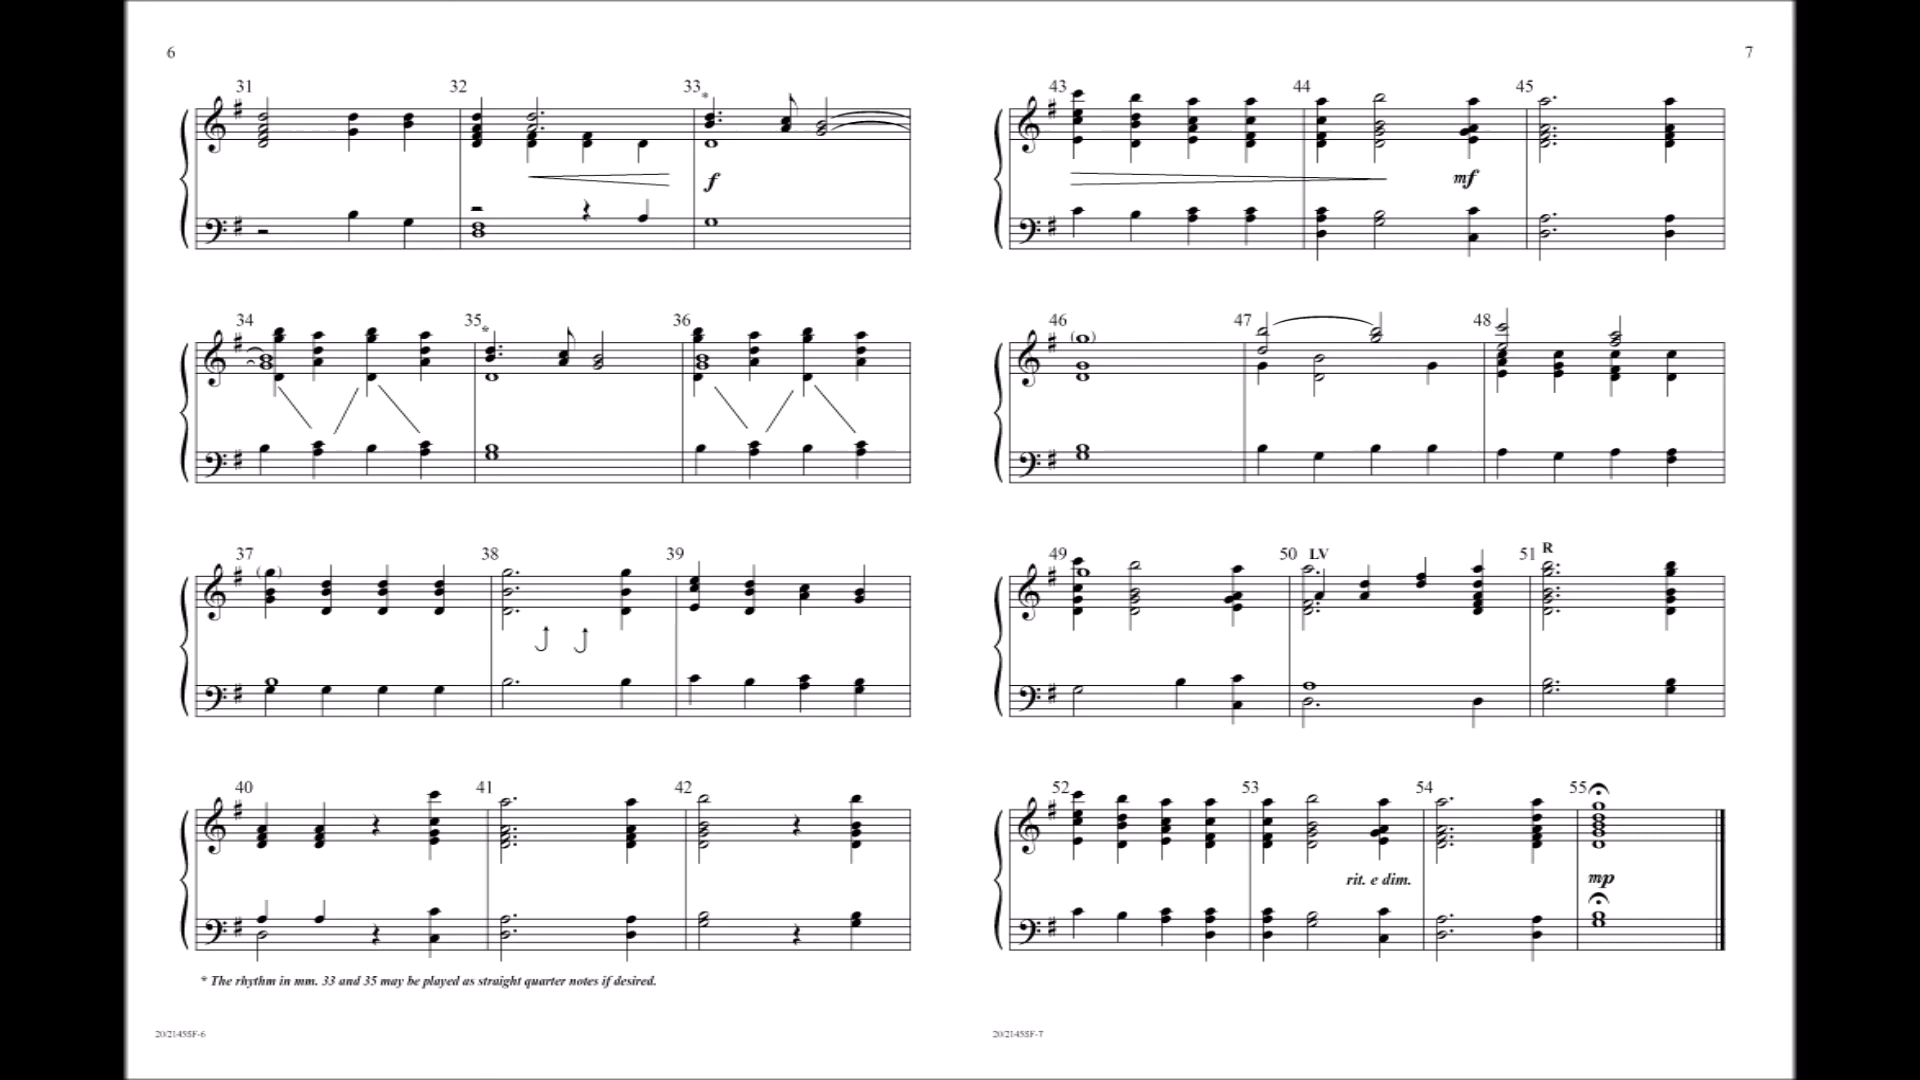 6
31 32 33
*
f
34 35 36
*
37 38 39
40 41 42
* The rhythm in mm. 33 and 35 may be played as straight quarter notes if desired.
20/21455F-6
7
43 44 45
mf
46 47 48
49 50 LV 51 R
52 53 54 55
rit. e dim.
mp
20/21455F-7